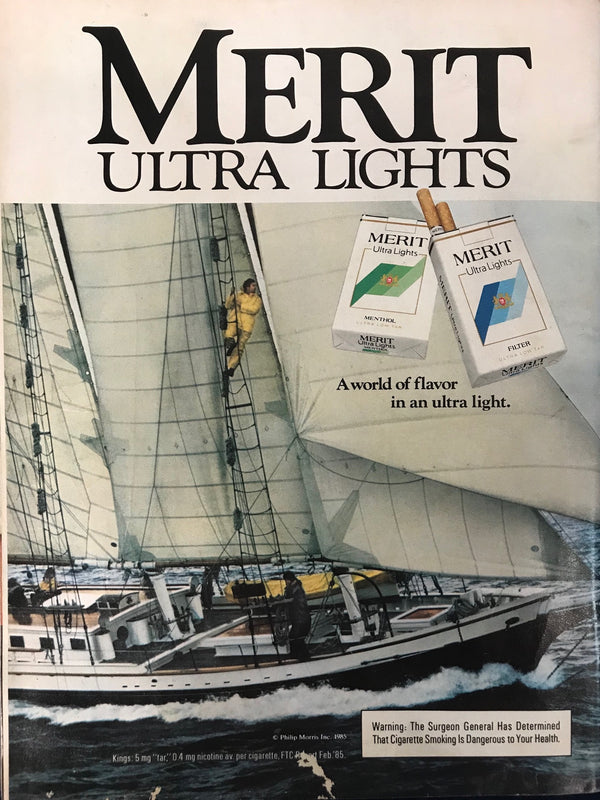 MERIT
ULTRA LIGHTS
MERIT
Ultra Lights
MENTHOL
ULTRA LOW TAR
MERIT
Ultra Lights
MERIT
Ultra Lights
FILTER
ULTRA LOW TAR
MERIT
A world of flavor
in an ultra light.
Warning: The Surgeon General Has Determined
That Cigarette Smoking Is Dangerous to Your Health.
© Philip Morris Inc. 1985
Kings: 5 mg "tar," 0.4 mg nicotine av. per cigarette, FTC Feb.'85.